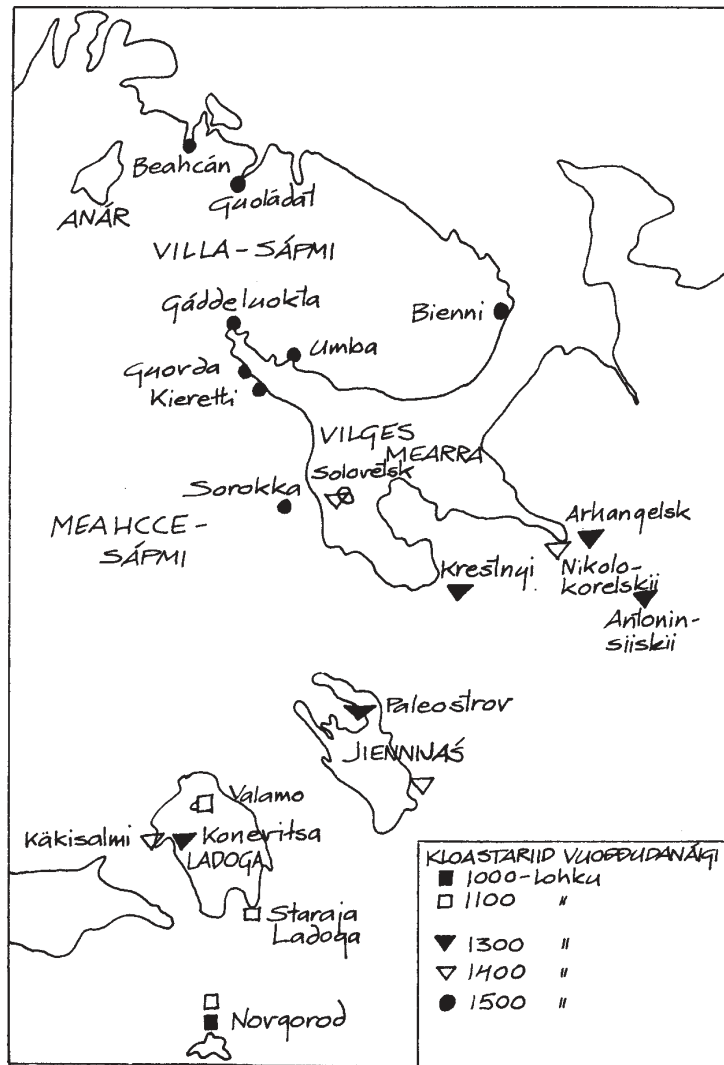 Beahcán
ANÁR
Guoládat
VILLA-SÁPMI
Gáddeluokta
Bienni
Umba
Guorda
Kieretti
VILGES
MEARRA
Solovetsk
Sorokka
MEAHCCE-
SÁPMI
Arhangelsk
Krestnyi
Nikolo-
korelskii
Antonin-
siiskii
Paleostrov
JIENNIJAŠ
Valamo
Käkisalmi
Konevitsa
LADOGA
Staraja
Ladoga
Novgorod
KLOASTARIID VUOĐĐUDANÁIGI
1000-Lohku
1100 "
1300 "
1400 "
1500 "